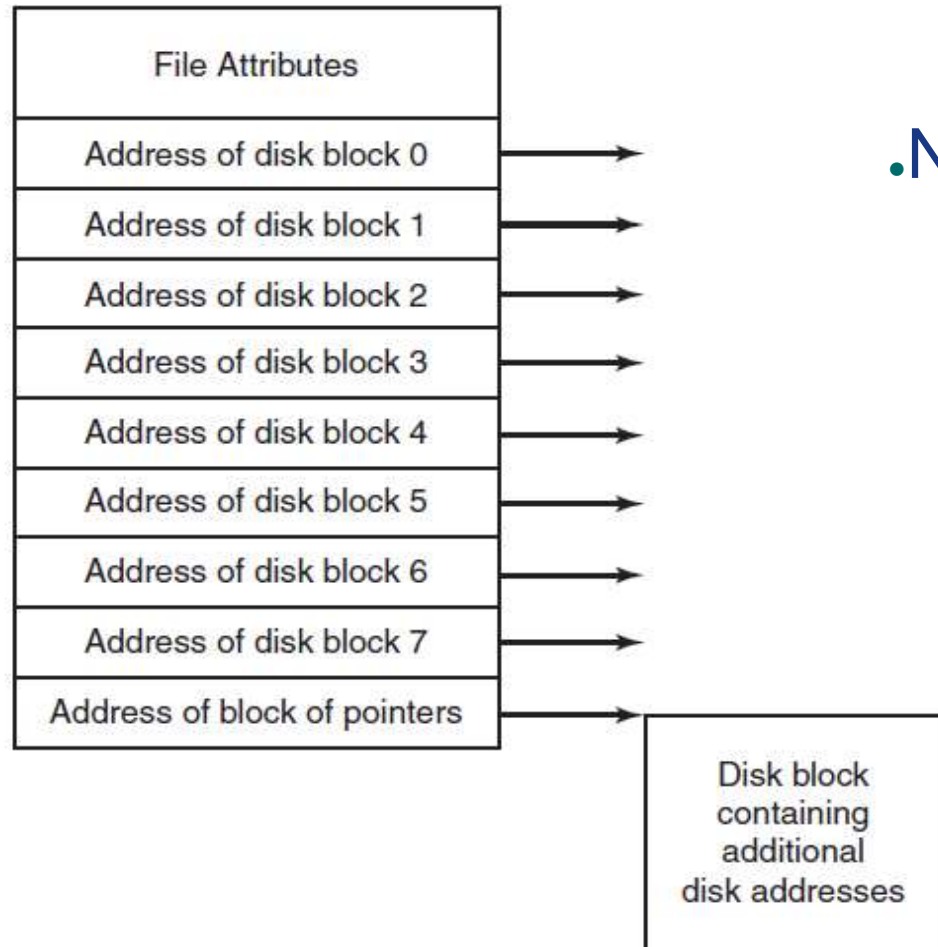 File Attributes
Address of disk block 0
Address of disk block 1
Address of disk block 2
Address of disk block 3
Address of disk block 4
Address of disk block 5
Address of disk block 6
Address of disk block 7
Address of block of pointers
Disk block
containing
additional
disk addresses